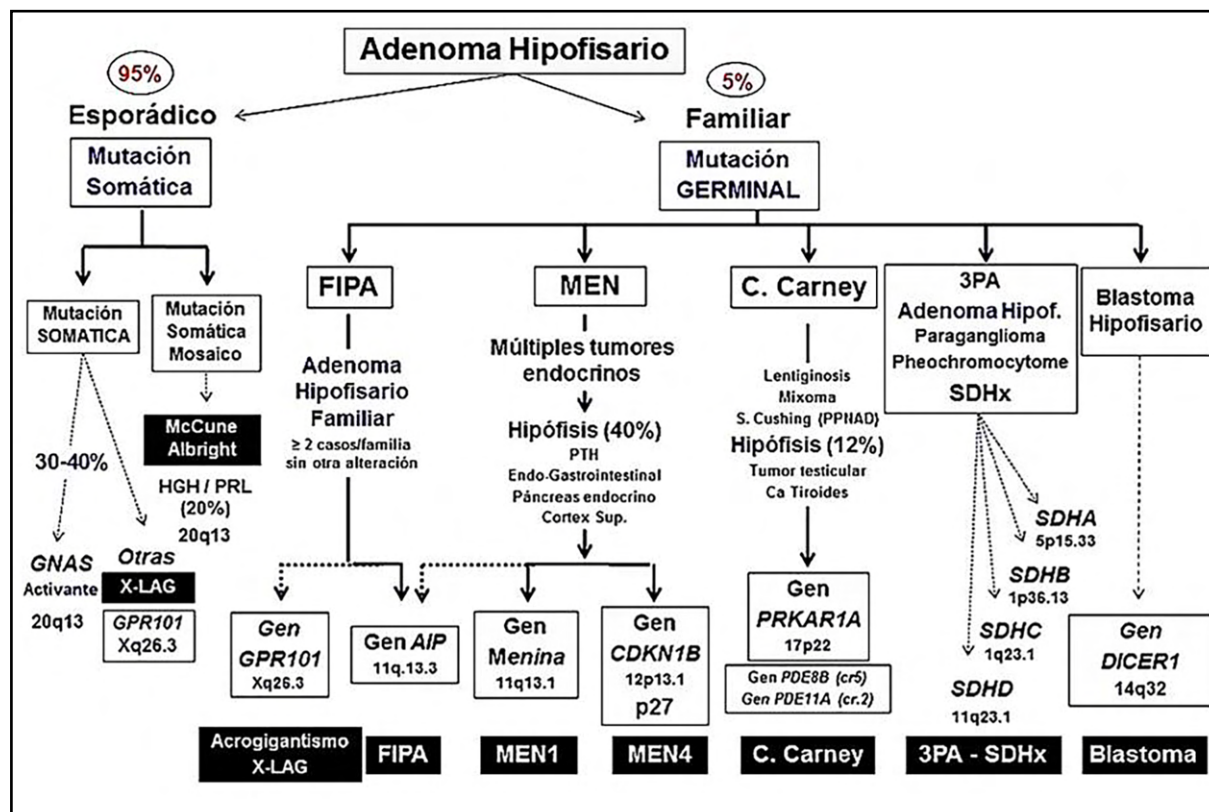 Adenoma Hipofisario
95%
Esporádico
Mutación
Somática
5%
Familiar
Mutación
GERMINAL
Mutación
SOMATICA
Mutación
Somática
Mosaico
McCune
Albright
HGH / PRL
(20%)
20q13
30-40%
GNAS
Activante
20q13
Otras
X-LAG
GPR101
Xq26.3
FIPA
Adenoma
Hipofisario
Familiar
≥ 2 casos/familia
sin otra alteración
Gen
GPR101
Xq26.3
Acrogigantismo
X-LAG
Gen AIP
11q.13.3
FIPA
MEN
Múltiples tumores
endocrinos
Hipófisis (40%)
PTH
Endo-Gastrointestinal
Páncreas endocrino
Cortex Sup.
Gen
Menina
11q13.1
MEN1
Gen
CDKN1B
12p13.1
p27
MEN4
C. Carney
Lentiginosis
Mixoma
S. Cushing (PPNAD)
Hipófisis (12%)
Tumor testicular
Ca Tiroides
Gen
PRKAR1A
17p22
Gen PDE8B (cr5)
Gen PDE11A (cr.2)
C. Carney
3PA
Adenoma Hipof.
Paraganglioma
Pheochromocytome
SDHx
SDHA
5p15.33
SDHB
1p36.13
SDHC
1q23.1
SDHD
11q23.1
3PA - SDHx
Blastoma
Hipofisario
Gen
DICER1
14q32
Blastoma